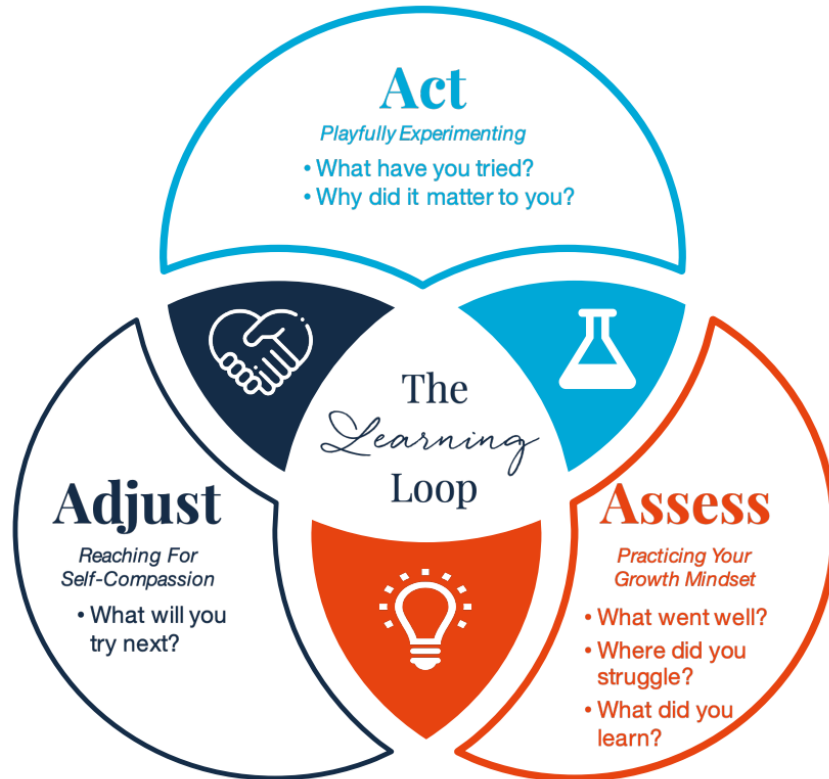 Act
Playfully Experimenting
• What have you tried?
• Why did it matter to you?
The
Learning
Loop
Adjust
Reaching For
Self-Compassion
• What will you
try next?
Assess
Practicing Your
Growth Mindset
• What went well?
• Where did you
struggle?
• What did you
learn?